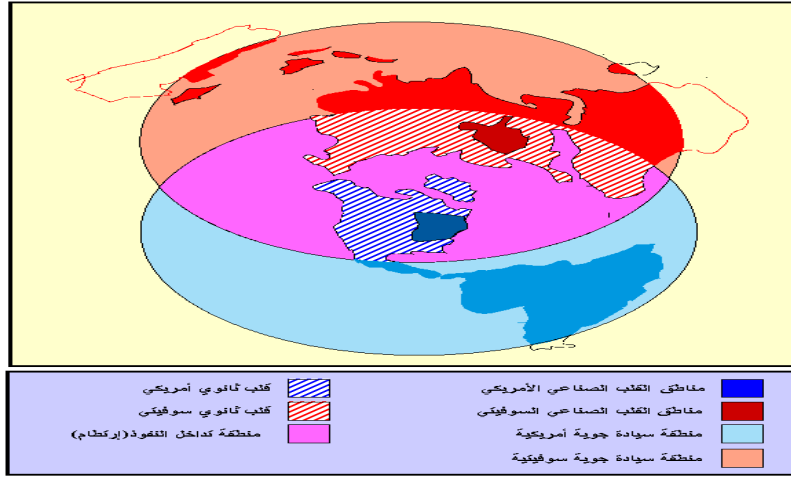 مناطق القلب الصناعي الأمريكي
قلب ثانوي أمريكي
مناطق القلب الصناعي السوفيتي
قلب ثانوي سوفيتي
منطقة سيادة جوية أمريكية
منطقة تداخل النفوذ(إرتطام)
منطقة سيادة جوية سوفيتية